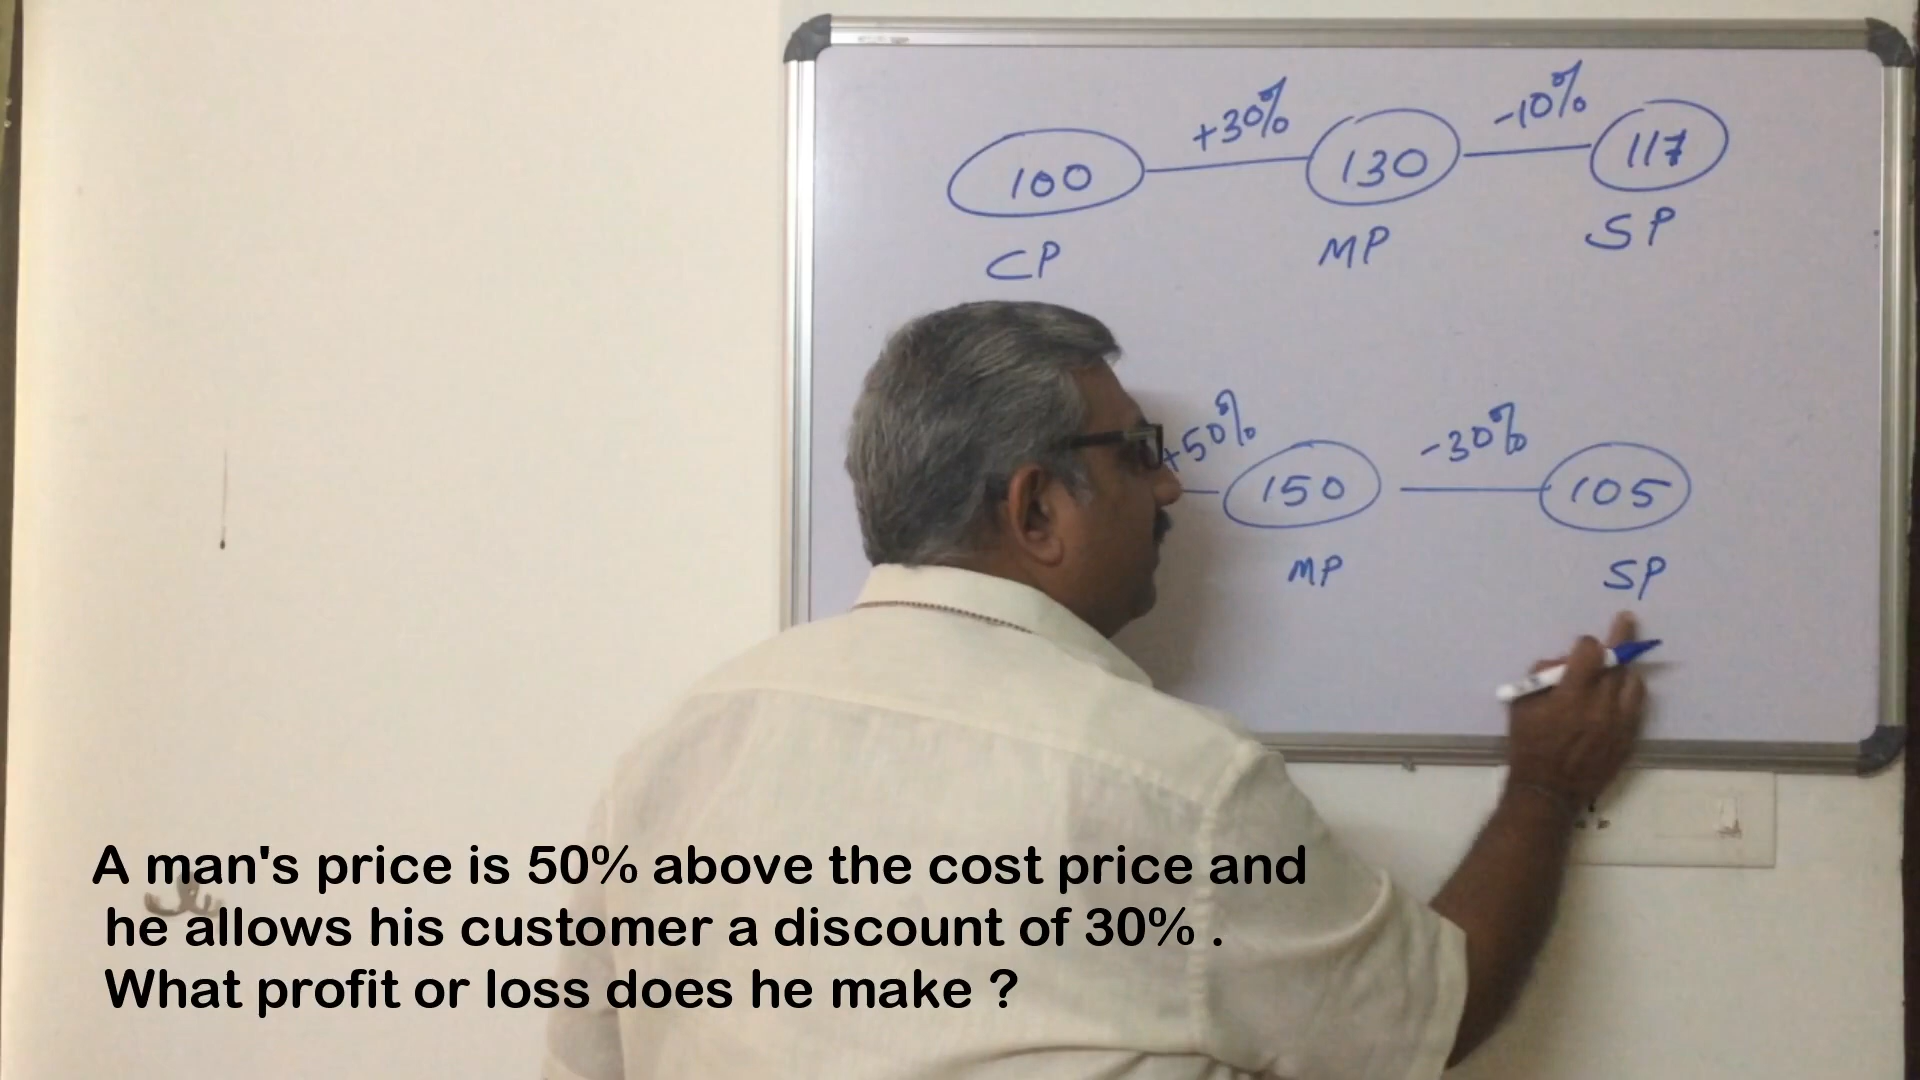 +30% -10%
100 130 117
CP MP SP
+50% -30%
150 105
MP SP
A man's price is 50% above the cost price and
he allows his customer a discount of 30% .
What profit or loss does he make ?